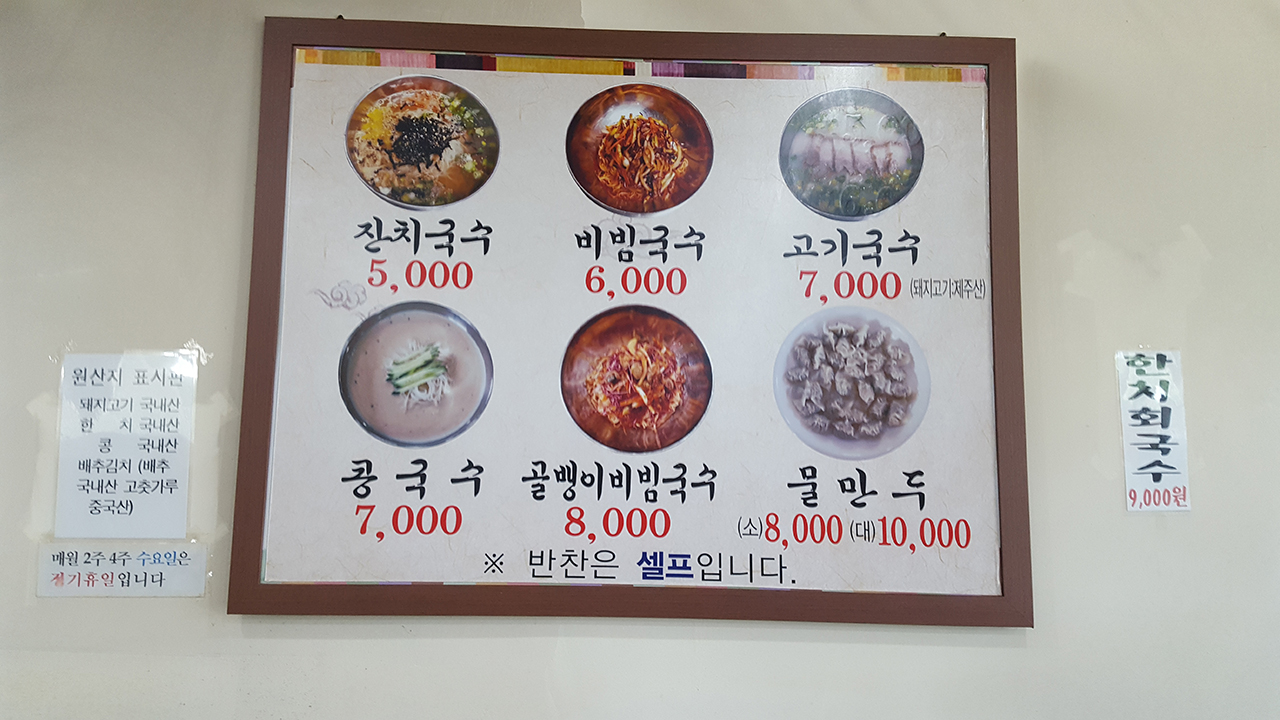 잔치국수
5,000
비빔국수
6,000
고기국수
7,000 (돼지고기:제주산)
콩국수
7,000
골뱅이비빔국수
8,000
물만두
(소)8,000 (대)10,000
※ 반찬은 셀프입니다.
원산지 표시판
돼지고기 국내산
한 치 국내산
콩 국내산
배추김치 (배추
국내산 고춧가루
중국산)
매월 2주 4주 수요일은
정기휴일입니다
한치회국수
9,000원